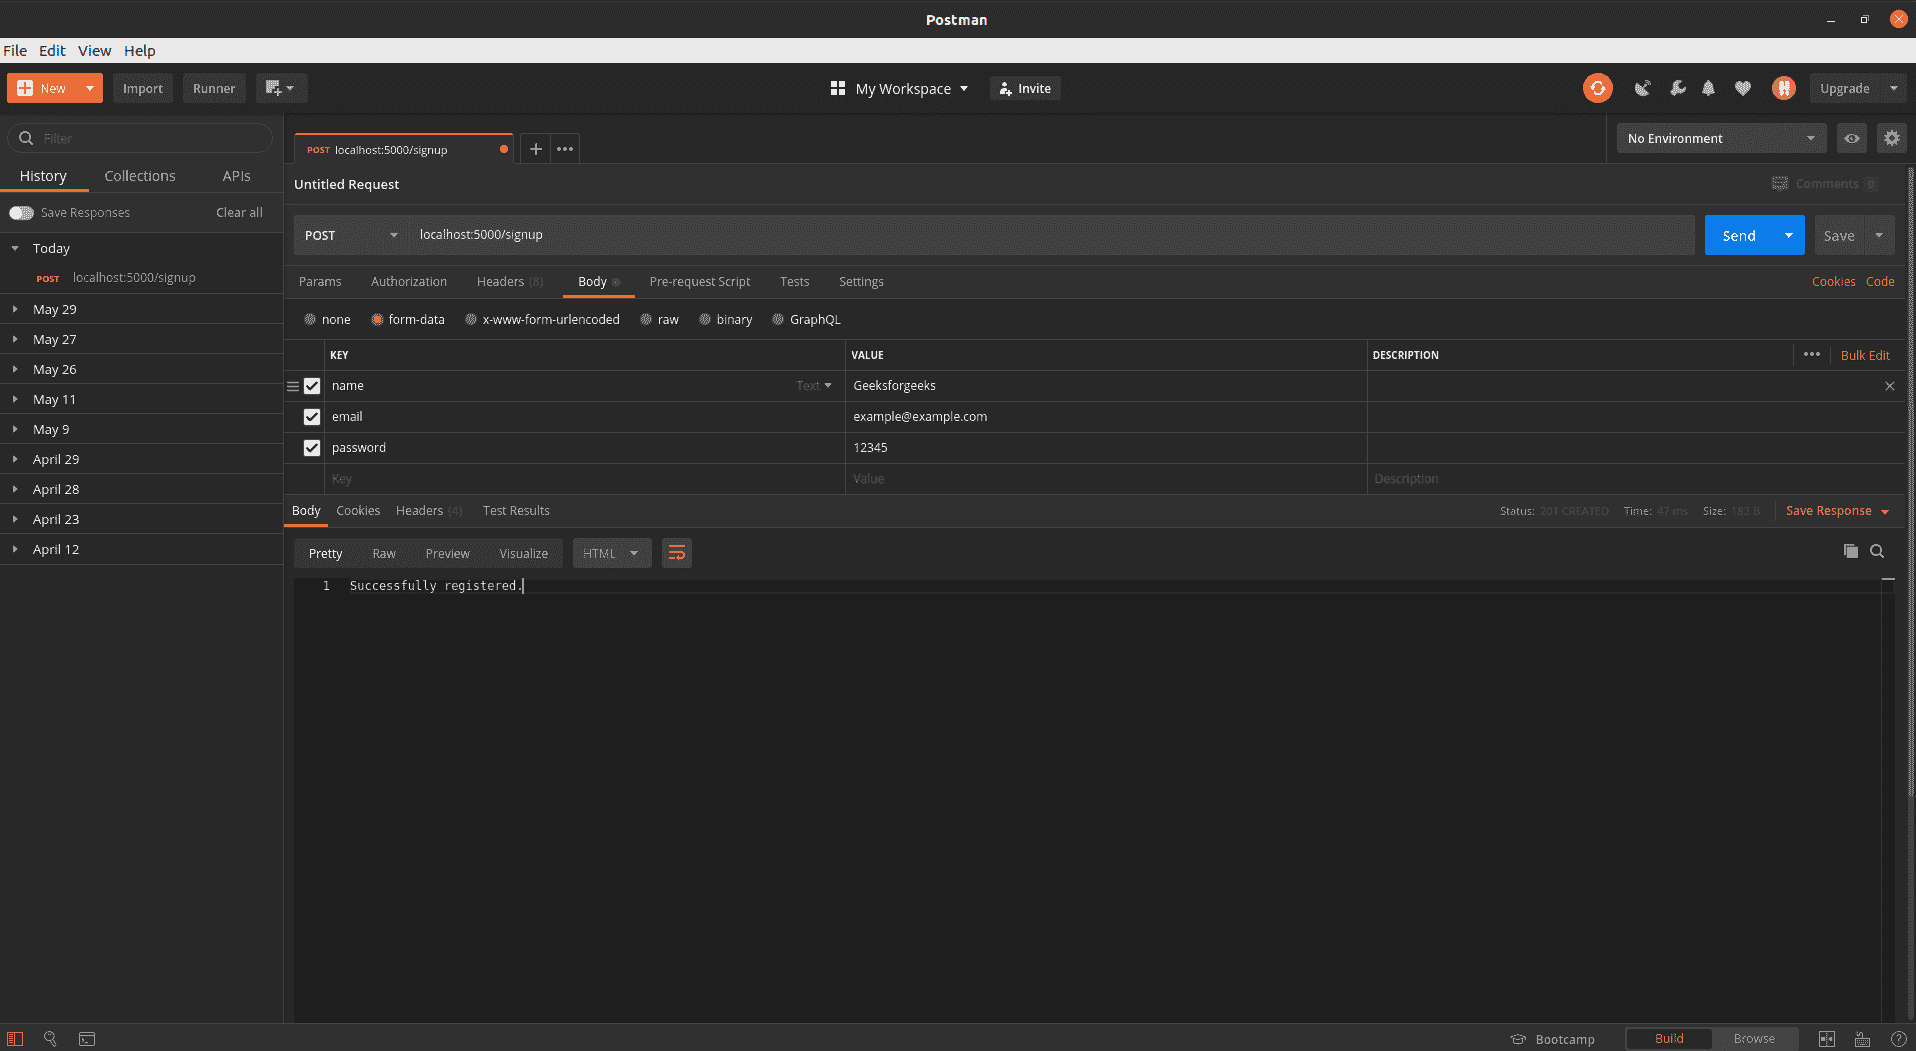 Postman
File Edit View Help
New Import Runner My Workspace Invite Upgrade
Filter
History Collections APIs
Save Responses Clear all
Today
POST localhost:5000/signup
May 29
May 27
May 26
May 11
May 9
April 29
April 28
April 23
April 12
POST localhost:5000/signup
No Environment
Untitled Request Comments 0
POST localhost:5000/signup Send Save
Params Authorization Headers (8) Body Pre-request Script Tests Settings Cookies Code
none form-data x-www-form-urlencoded raw binary GraphQL
KEY VALUE DESCRIPTION Bulk Edit
name Text Geeksforgeeks
email example@example.com
password 12345
Key Value Description
Body Cookies Headers (4) Test Results Status: 201 CREATED Time: 47 ms Size: 182 B Save Response
Pretty Raw Preview Visualize HTML
1 Successfully registered.
Bootcamp Build Browse